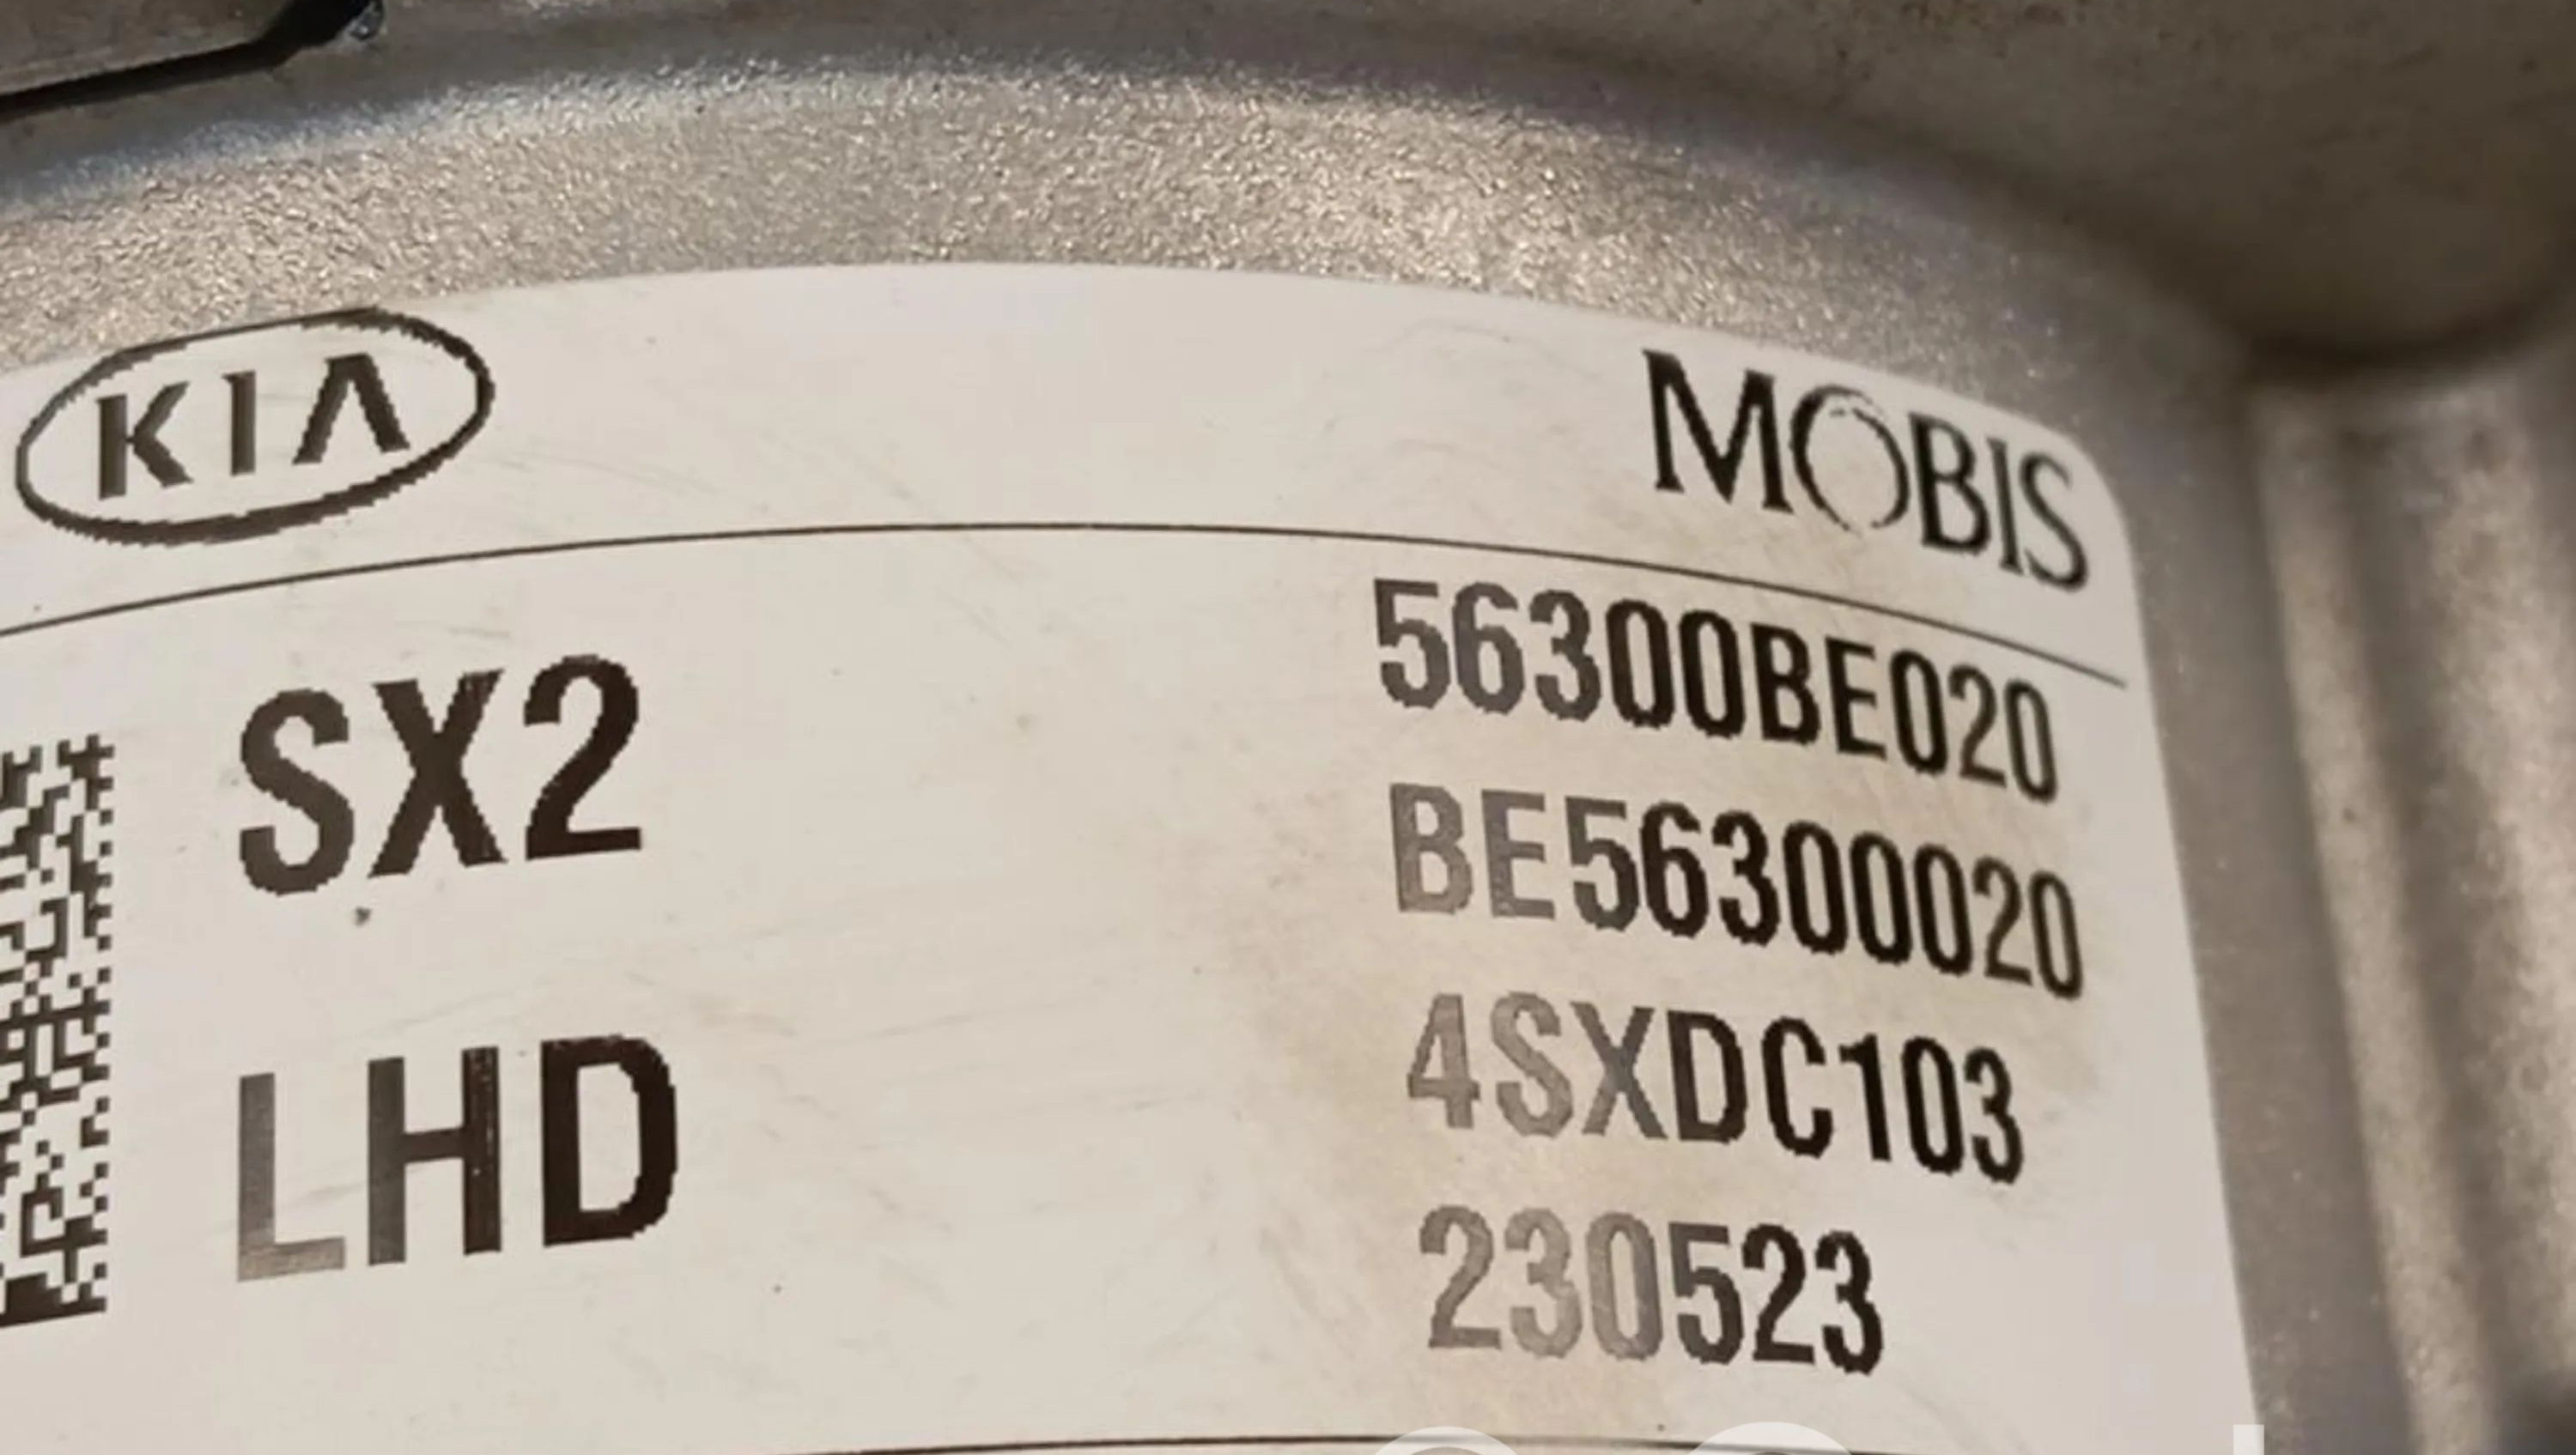 KIA
MOBIS
SX2
LHD
56300BE020
BE56300020
4SXDC103
230523